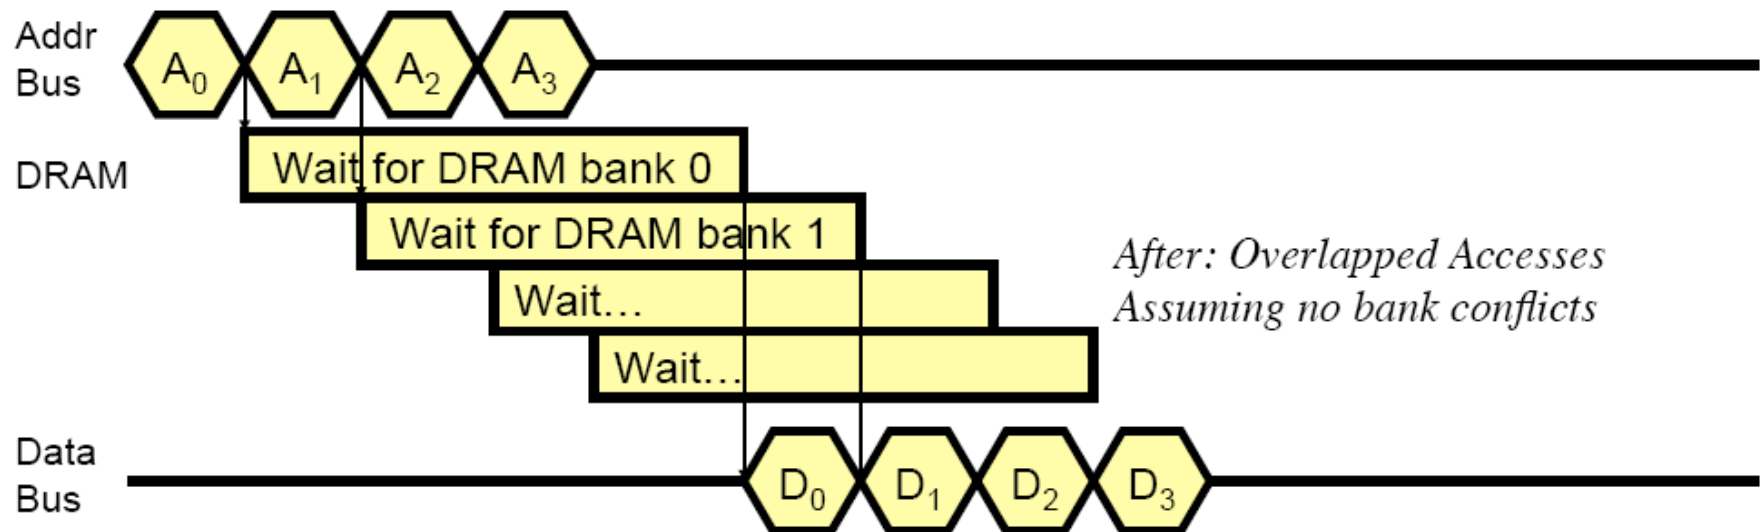 Addr
Bus
A0 A1 A2 A3
DRAM
Wait for DRAM bank 0
Wait for DRAM bank 1
Wait...
Wait...
After: Overlapped Accesses
Assuming no bank conflicts
Data
Bus
D0 D1 D2 D3